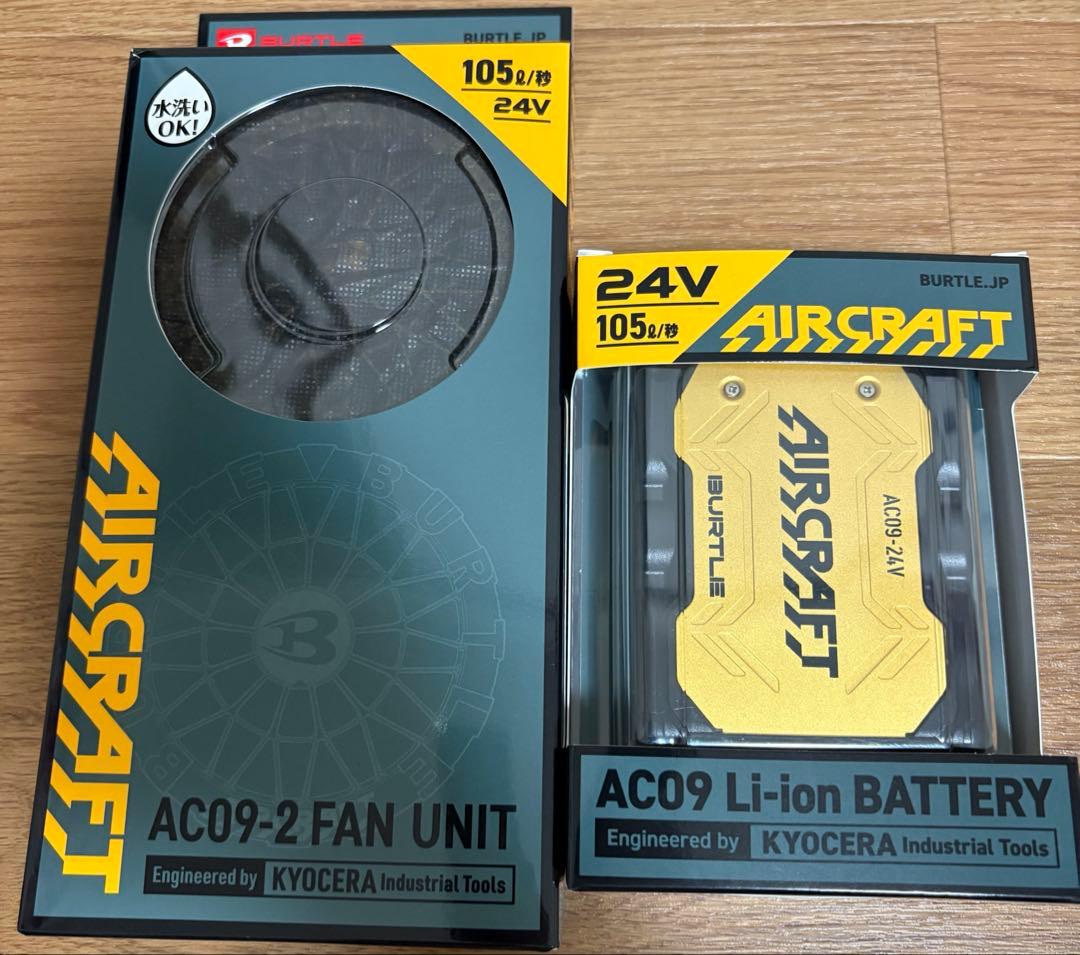 BURTLE
BURTLE.JP
水洗い
OK!
105ℓ/秒
24V
AIRCRAFT
EVBURTLE
B
AC09-2 FAN UNIT
Engineered by KYOCERA Industrial Tools
24V
105ℓ/秒
BURTLE.JP
AIRCRAFT
BURTLE
AIRCRAFT
AC09-24V
AC09 Li-ion BATTERY
Engineered by KYOCERA Industrial Tools